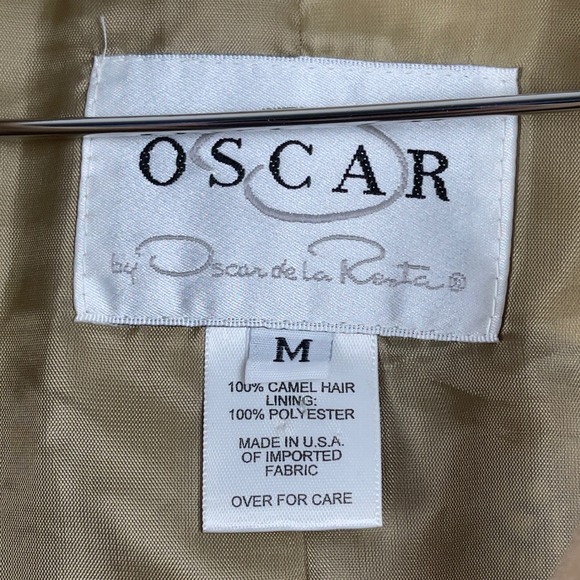 OSCAR
by Oscar de la Renta ®
M
100% CAMEL HAIR
LINING:
100% POLYESTER
MADE IN U.S.A.
OF IMPORTED
FABRIC
OVER FOR CARE